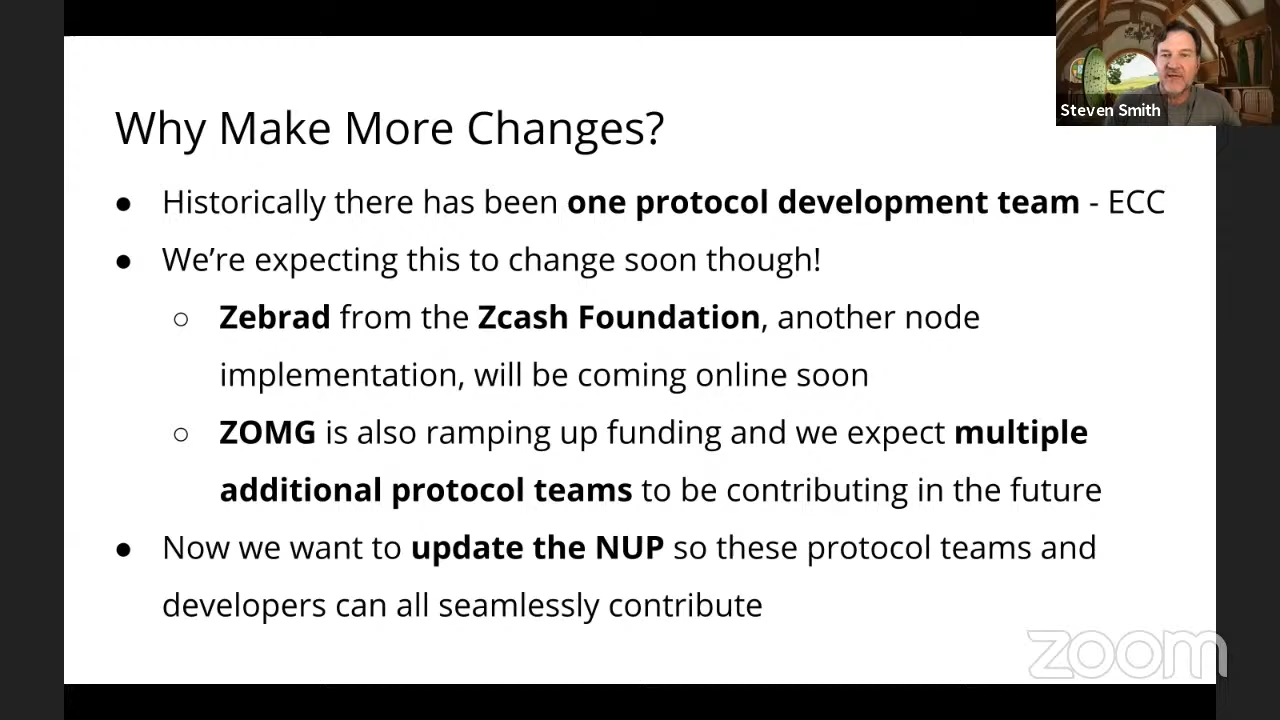 Steven Smith
Why Make More Changes?
● Historically there has been one protocol development team - ECC
● We're expecting this to change soon though!
○ Zebrad from the Zcash Foundation, another node
implementation, will be coming online soon
○ ZOMG is also ramping up funding and we expect multiple
additional protocol teams to be contributing in the future
● Now we want to update the NUP so these protocol teams and
developers can all seamlessly contribute
zoom